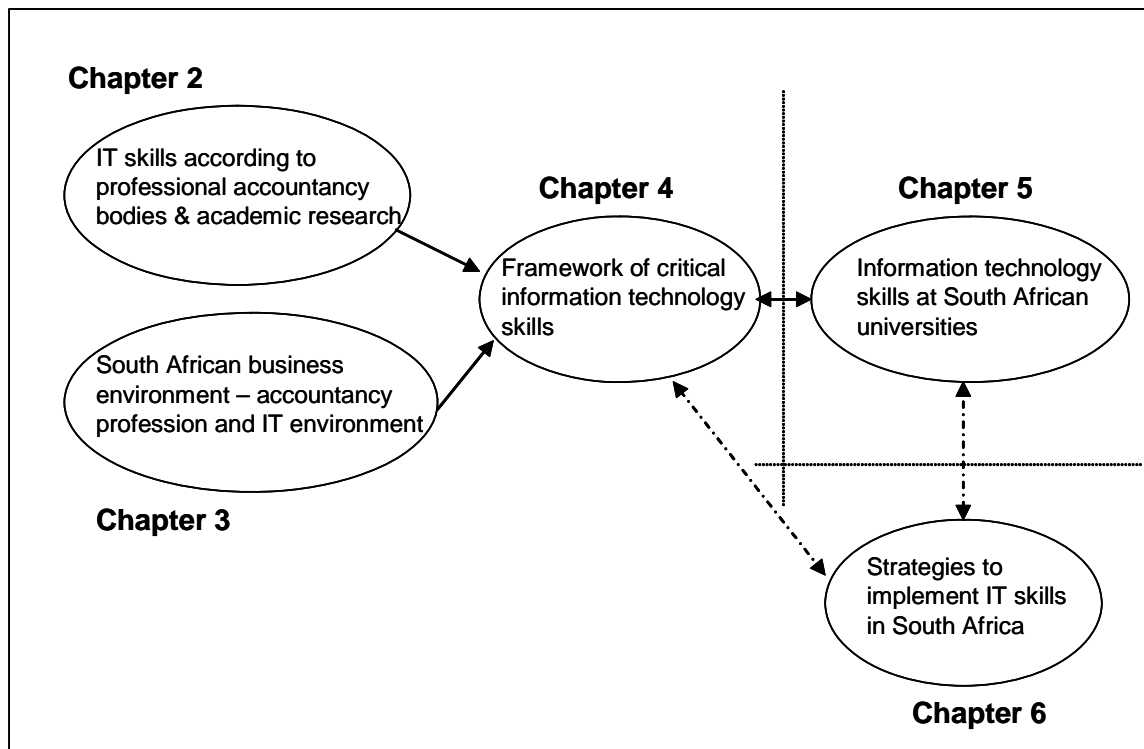 Chapter 2
IT skills according to
professional accountancy
bodies & academic research
Chapter 4
Framework of critical
information technology
skills
Chapter 5
Information technology
skills at South African
universities
South African business
environment – accountancy
profession and IT environment
Chapter 3
Strategies to
implement IT skills
in South Africa
Chapter 6